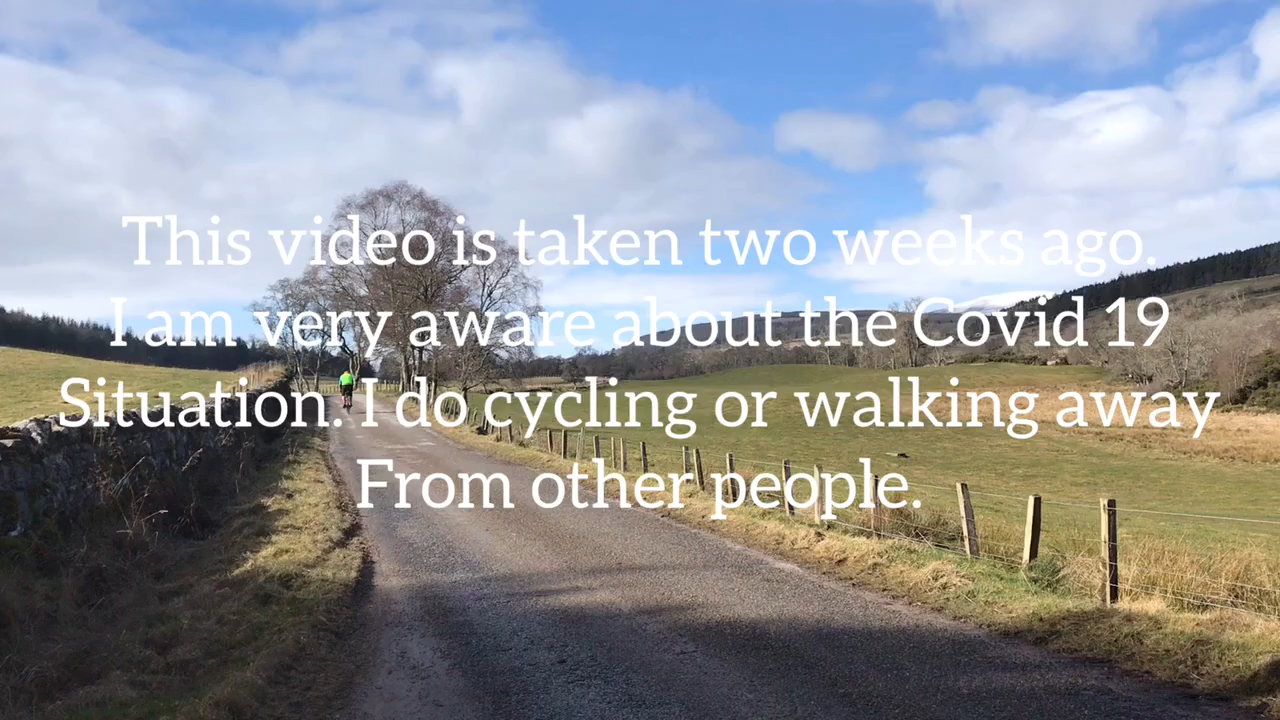 This video is taken two weeks ago.
I am very aware about the Covid 19
Situation. I do cycling or walking away
From other people.